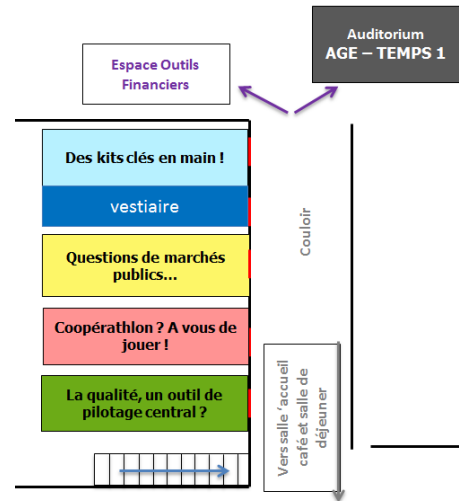 Auditorium
AGE – TEMPS 1
Espace Outils
Financiers
Des kits clés en main !
vestiaire
Couloir
Questions de marchés
publics...
Coopérathlon ? A vous de
jouer !
Vers salle ‘accueil
café et salle de
déjeuner
La qualité, un outil de
pilotage central ?